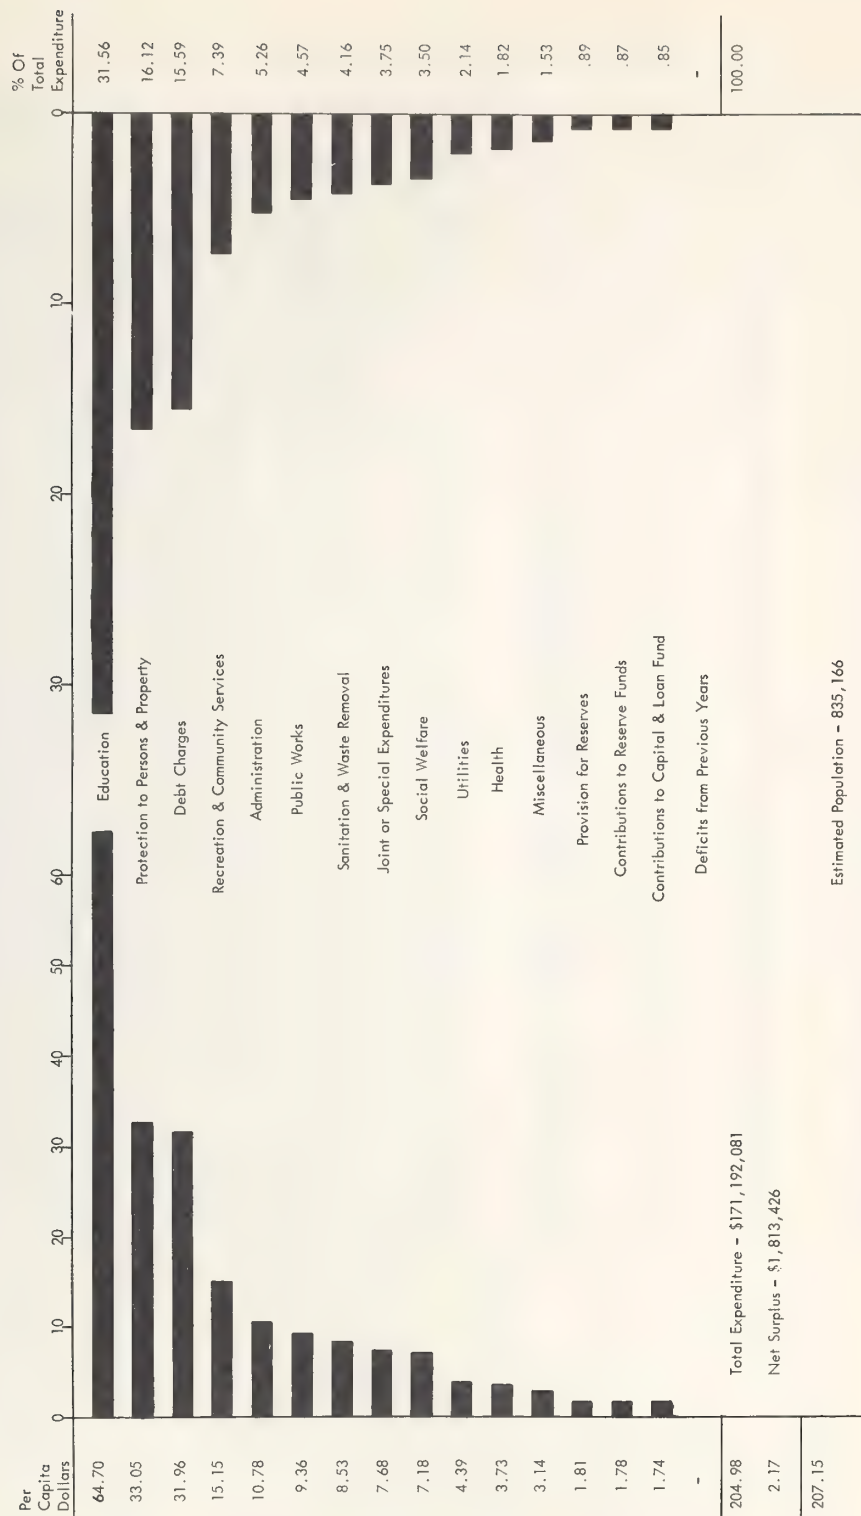 Per
Capita
Dollars
0 10 20 30 40 50 60 30 20 10 0
% Of
Total
Expenditure
64.70 Education 31.56
33.05 Protection to Persons & Property 16.12
31.96 Debt Charges 15.59
15.15 Recreation & Community Services 7.39
10.78 Administration 5.26
9.36 Public Works 4.57
8.53 Sanitation & Waste Removal 4.16
7.68 Joint or Special Expenditures 3.75
7.18 Social Welfare 3.50
4.39 Utilities 2.14
3.73 Health 1.82
3.14 Miscellaneous 1.53
1.81 Provision for Reserves .89
1.78 Contributions to Reserve Funds .87
1.74 Contributions to Capital & Loan Fund .85
- Deficits from Previous Years -
204.98 Total Expenditure - $171,192,081 100.00
2.17 Net Surplus - $1,813,426
207.15 Estimated Population - 835,166